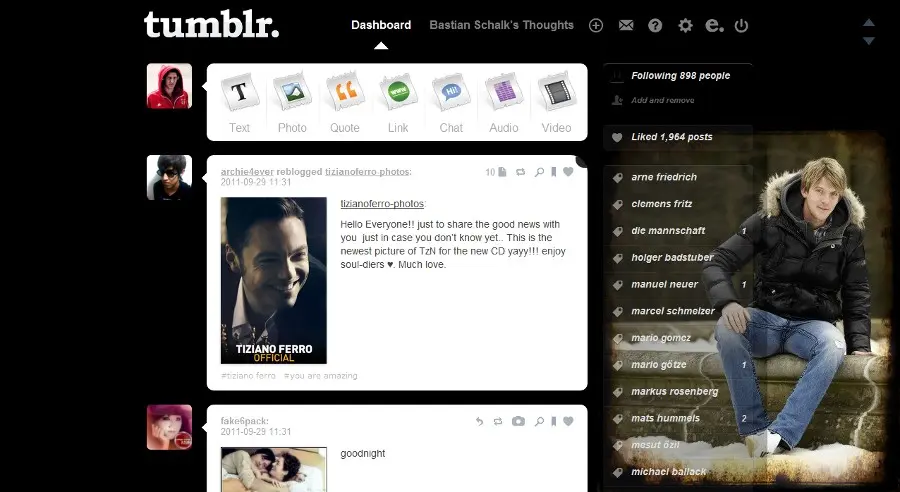 tumblr.
Dashboard
Bastian Schalk's Thoughts
Text
Photo
Quote
Link
Chat
Audio
Video
archie4ever reblogged tizianoferro-photos:
2011-09-29 11:31
10
tizianoferro-photos:
Hello Everyone!! just to share the good news with
you just in case you don't know yet.. This is the
newest picture of TzN for the new CD yayy!!! enjoy
soul-diers ♥. Much love.
TIZIANO FERRO
OFFICIAL
#tiziano ferro #you are amazing
fake6pack:
2011-09-29 11:31
goodnight
Following 898 people
Add and remove
Liked 1,964 posts
arne friedrich
clemens fritz
die mannschaft 1
holger badstuber
manuel neuer 1
marcel schmelzer
mario gomez
mario götze 1
markus rosenberg
mats hummels 2
mesut özil
michael ballack